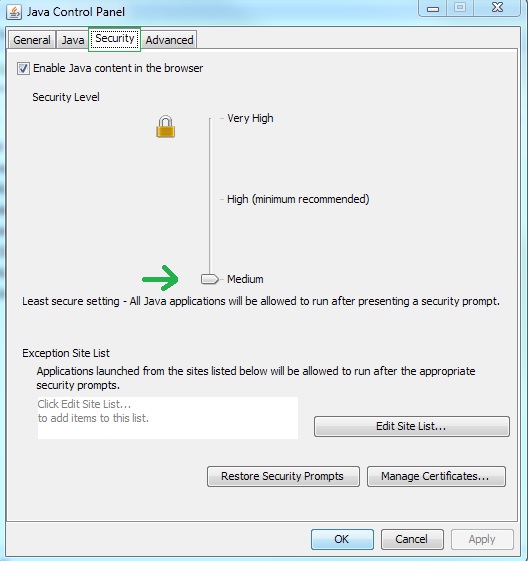 Java Control Panel
General Java Security Advanced
Enable Java content in the browser
Security Level
Very High
High (minimum recommended)
Medium
Least secure setting - All Java applications will be allowed to run after presenting a security prompt.
Exception Site List
Applications launched from the sites listed below will be allowed to run after the appropriate
security prompts.
Click Edit Site List...
to add items to this list.
Edit Site List...
Restore Security Prompts Manage Certificates...
OK Cancel Apply